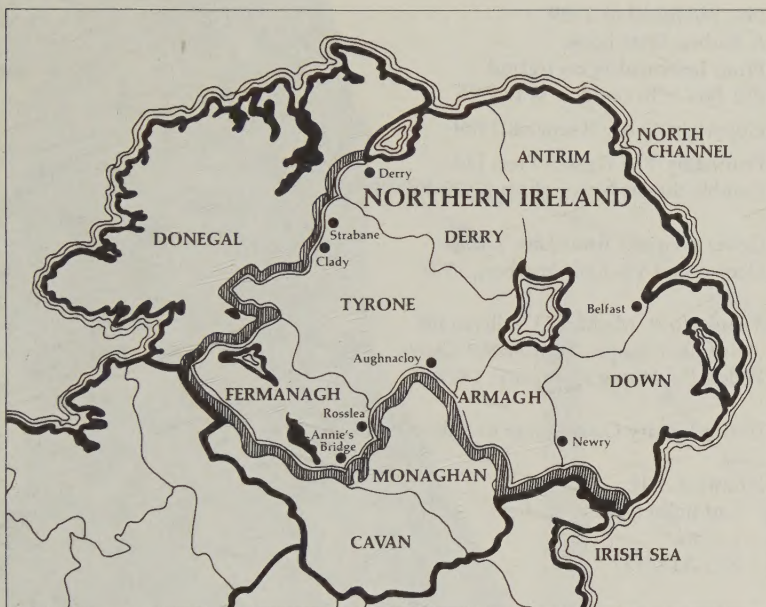 NORTH
CHANNEL
ANTRIM
Derry
NORTHERN IRELAND
DONEGAL
Strabane
DERRY
Clady
TYRONE
Belfast
Aughnacloy
FERMANAGH
ARMAGH
DOWN
Rosslea
Annie's
Bridge
Newry
MONAGHAN
CAVAN
IRISH SEA